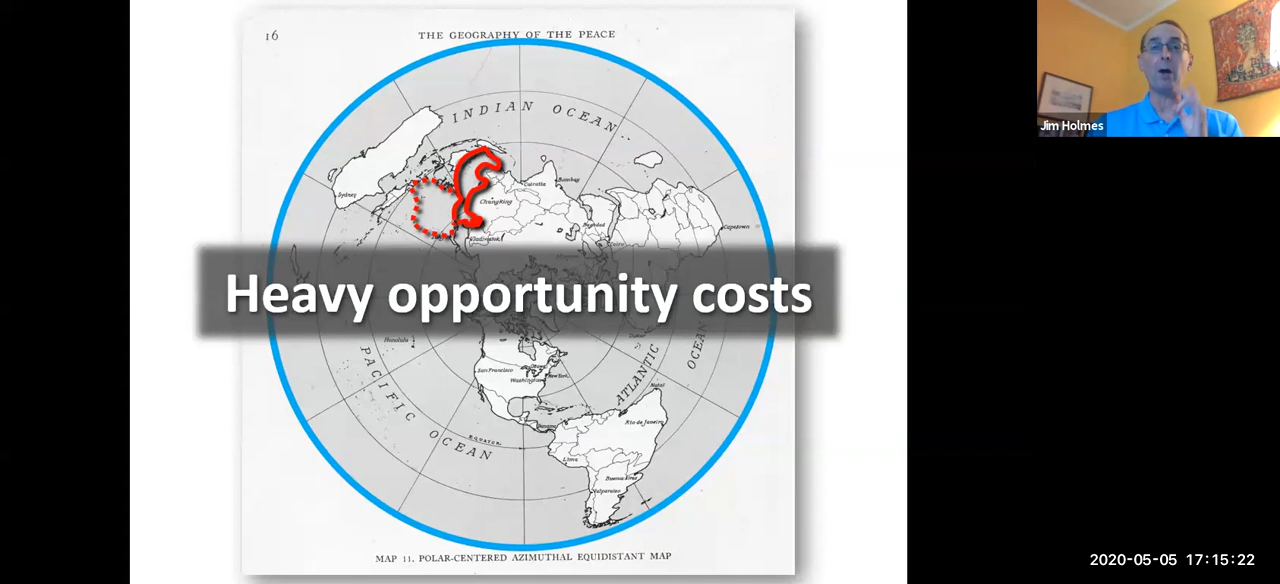 16
THE GEOGRAPHY OF THE PEACE
INDIAN OCEAN
Sydney
Calcutta
Bombay
ChungKing
Capetown
Baghdad
Cairo
Vladivostok
Heavy opportunity costs
Honolulu
PACIFIC OCEAN
San Francisco
Ottawa
New York
Washington
ATLANTIC
OCEAN
Natal
Panama
EQUATOR
Rio de Janeiro
Lima
Buenos Aires
Valparaiso
MAP 11. POLAR-CENTERED AZIMUTHAL EQUIDISTANT MAP
Jim Holmes
2020-05-05 17:15:22